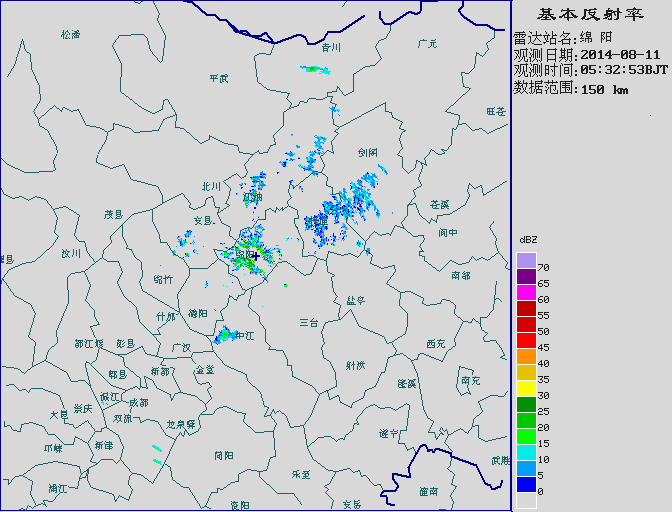 基本反射率
雷达站名:绵 阳
观测日期:2014-08-11
观测时间:05:32:53BJT
数据范围:150 km
松潘
青川
广元
平武
旺苍
剑阁
北川
江油
苍溪
茂县
安县
梓潼
阆中
汶川
绵阳
南部
绵竹
盐亭
什邡
德阳
三台
中江
都江堰
彭县
广汉
西充
射洪
郫县
新都
金堂
蓬溪
南充
温江
大邑
崇庆
成都
双流
龙泉驿
遂宁
邛崃
新津
简阳
武胜
乐至
蒲江
潼南
资阳
安岳
dBZ
70
65
60
55
50
45
40
35
30
25
20
15
10
5
0